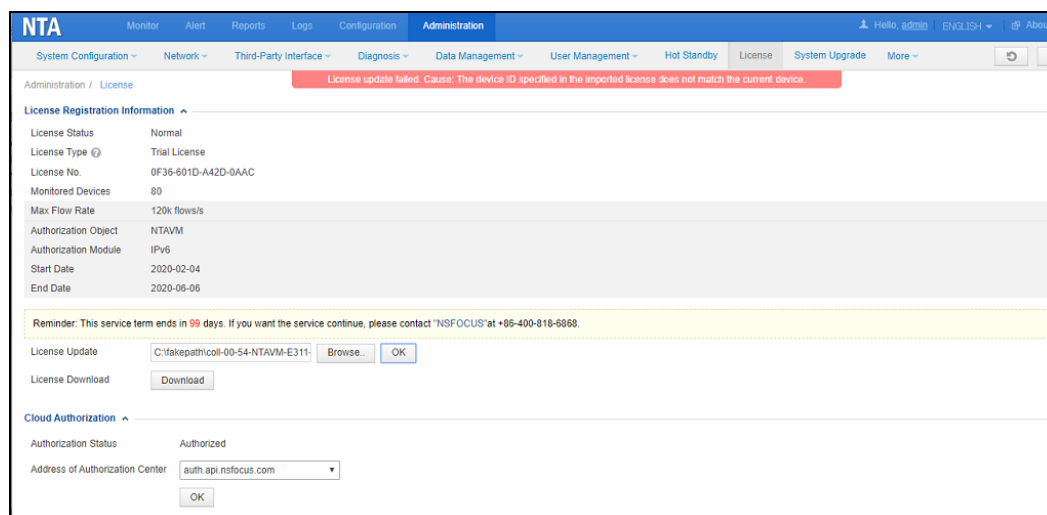 NTA Monitor Alert Reports Logs Configuration Administration Hello, admin ENGLISH
System Configuration Network Third-Party Interface Diagnosis Data Management User Management Hot Standby License System Upgrade More
License update failed. Cause: The device ID specified in the imported license does not match the current device.
Administration / License
License Registration Information
License Status Normal
License Type Trial License
License No. 0F36-601D-A42D-0AAC
Monitored Devices 80
Max Flow Rate 120k flows/s
Authorization Object NTAVM
Authorization Module IPv6
Start Date 2020-02-04
End Date 2020-06-06
Reminder: This service term ends in 99 days. If you want the service continue, please contact "NSFOCUS"at +86-400-818-6868.
License Update C:\fakepath\coll-00-54-NTAVM-E311- Browse.. OK
License Download Download
Cloud Authorization
Authorization Status Authorized
Address of Authorization Center auth.api.nsfocus.com
OK